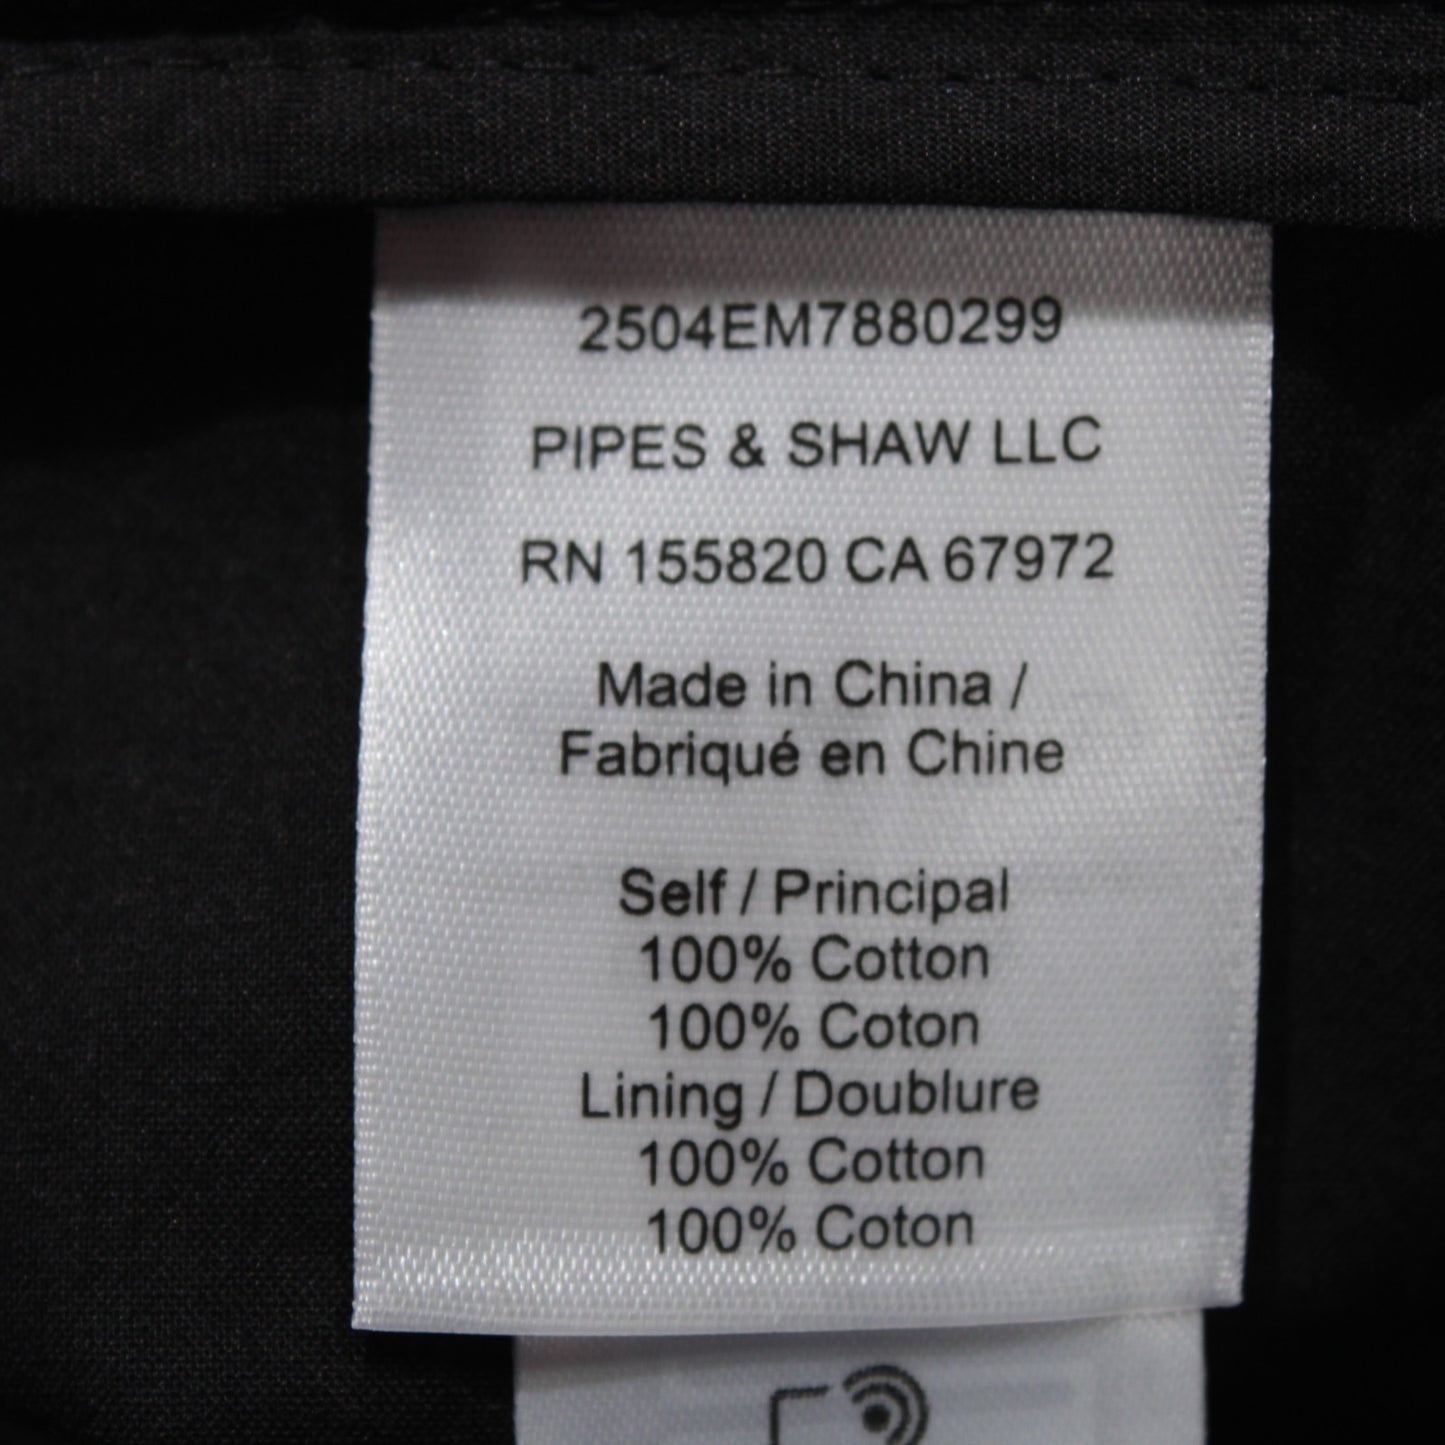 2504EM7880299
PIPES & SHAW LLC
RN 155820 CA 67972
Made in China /
Fabriqué en Chine
Self / Principal
100% Cotton
100% Coton
Lining / Doublure
100% Cotton
100% Coton